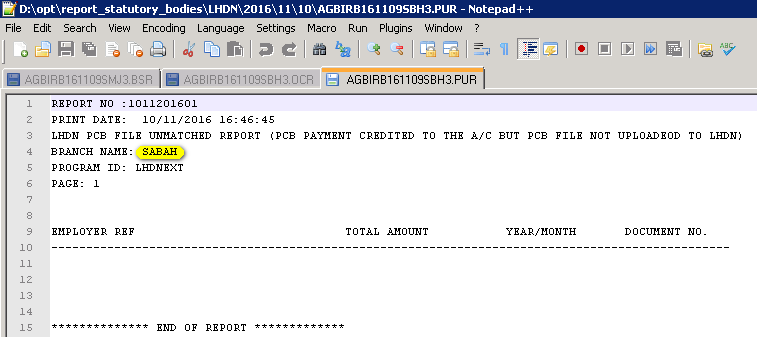 D:\opt\report_statutory_bodies\LHDN\2016\11\10\AGBIRB161109SBH3.PUR - Notepad++
File Edit Search View Encoding Language Settings Macro Run Plugins Window ?
AGBIRB161109SMJ3.BSR AGBIRB161109SBH3.OCR AGBIRB161109SBH3.PUR
1 REPORT NO :1011201601
2 PRINT DATE: 10/11/2016 16:46:45
3 LHDN PCB FILE UNMATCHED REPORT (PCB PAYMENT CREDITED TO THE A/C BUT PCB FILE NOT UPLOADEOD TO LHDN)
4 BRANCH NAME: SABAH
5 PROGRAM ID: LHDNEXT
6 PAGE: 1
7
8
9 EMPLOYER REF TOTAL AMOUNT YEAR/MONTH DOCUMENT NO.
10 -----------------------------------------------------------------------------------------------------------------
11
12
13
14
15 ************** END OF REPORT *************